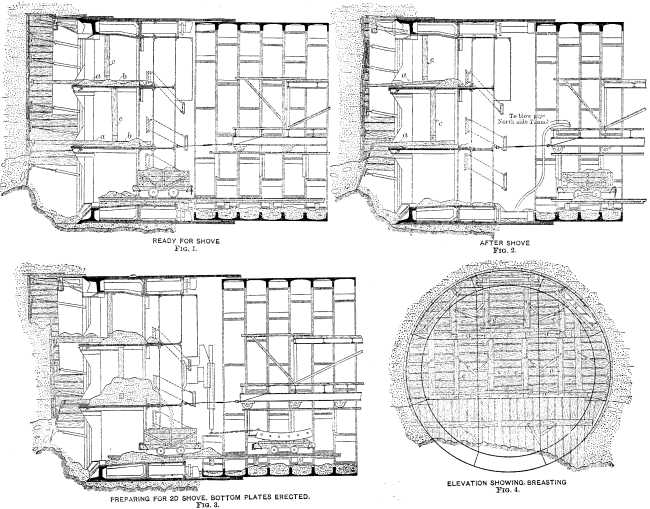 a
b
c
a
b
c
READY FOR SHOVE
FIG. 1.
a
c
a
c
To blow pipe
North side Tunnel
AFTER SHOVE
FIG. 2.
PREPARING FOR 2D SHOVE, BOTTOM PLATES ERECTED.
FIG. 3.
ELEVATION SHOWING BREASTING
FIG. 4.